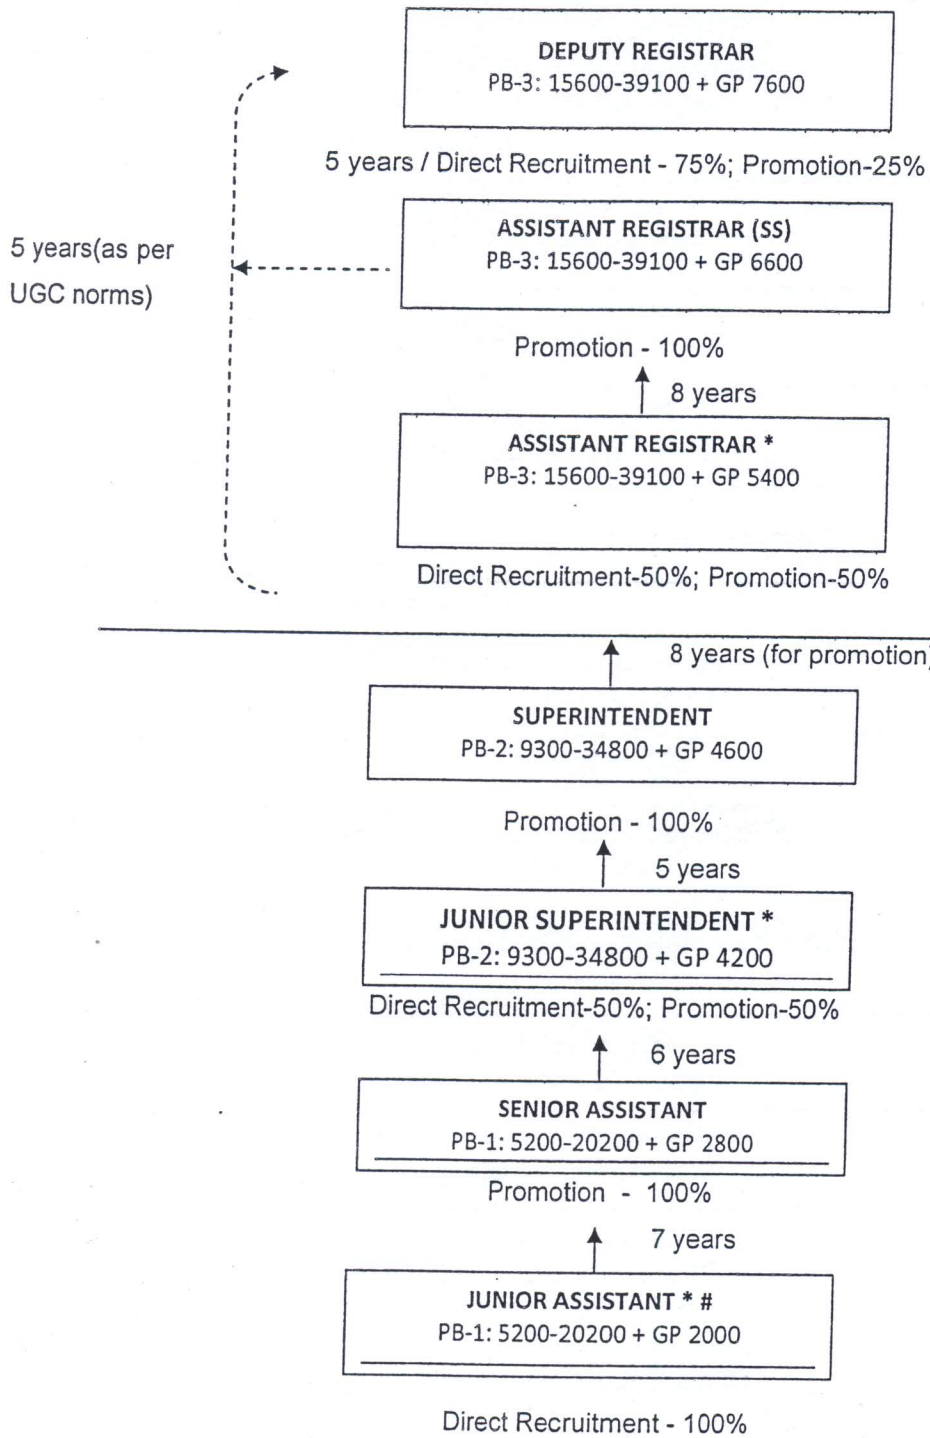 DEPUTY REGISTRAR
PB-3: 15600-39100 + GP 7600
5 years / Direct Recruitment - 75%; Promotion-25%
ASSISTANT REGISTRAR (SS)
PB-3: 15600-39100 + GP 6600
5 years(as per
UGC norms)
Promotion - 100%
8 years
ASSISTANT REGISTRAR *
PB-3: 15600-39100 + GP 5400
Direct Recruitment-50%; Promotion-50%
8 years (for promotion)
SUPERINTENDENT
PB-2: 9300-34800 + GP 4600
Promotion - 100%
5 years
JUNIOR SUPERINTENDENT *
PB-2: 9300-34800 + GP 4200
Direct Recruitment-50%; Promotion-50%
6 years
SENIOR ASSISTANT
PB-1: 5200-20200 + GP 2800
Promotion - 100%
7 years
JUNIOR ASSISTANT * #
PB-1: 5200-20200 + GP 2000
Direct Recruitment - 100%